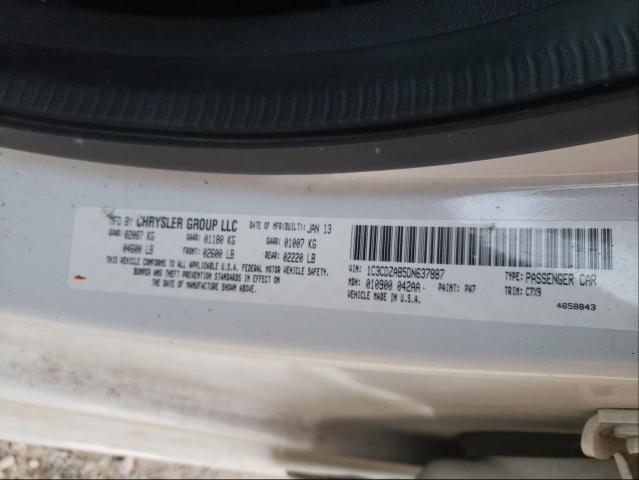 MFD BY CHRYSLER GROUP LLC DATE OF MFR(BUILT): JAN 13
GVWR: 02087 KG GAWR 01180 KG GAWR 01007 KG
04600 LB FRONT: 02600 LB REAR: 02220 LB
THIS VEHICLE CONFORMS TO ALL APPLICABLE U.S.A. FEDERAL MOTOR VEHICLE SAFETY,
BUMPER AND THEFT PREVENTION STANDARDS IN EFFECT ON
THE DATE OF MANUFACTURE SHOWN ABOVE.
VIN: 1C3CDZAB5DN637887 TYPE: PASSENGER CAR
MDH: 010900 042AA PAINT: PW7 TRIM: C7X9
VEHICLE MADE IN U.S.A.
4658843